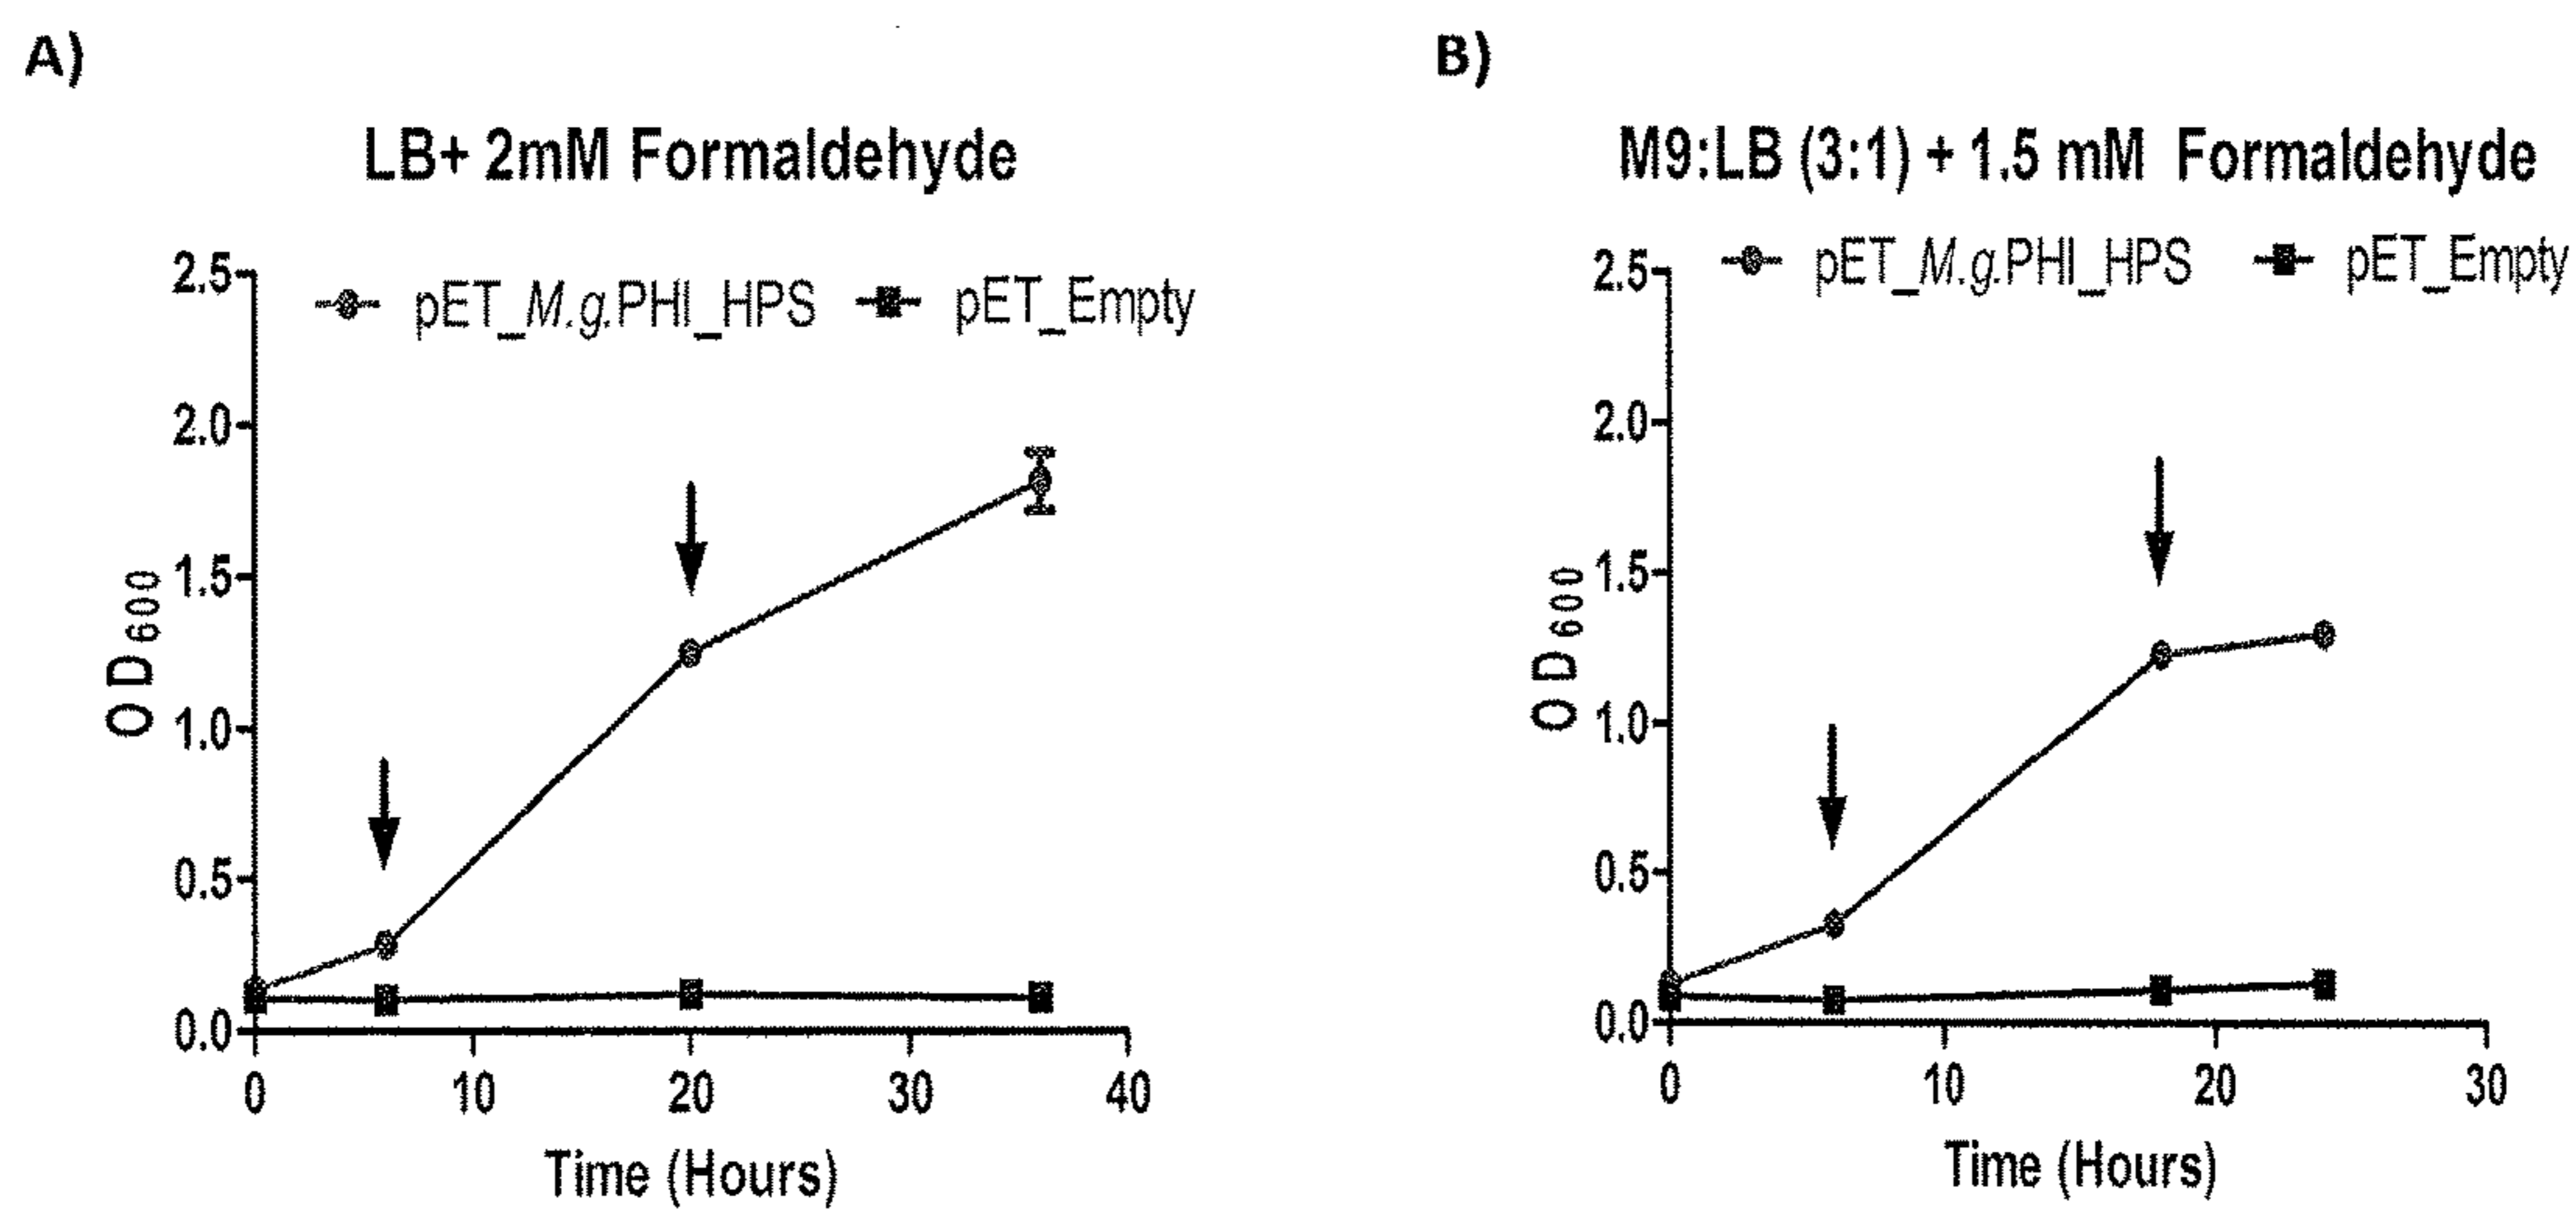 A)
LB+ 2mM Formaldehyde
pET_M.g.PHI_HPS pET_Empty
2.5
2.0
1.5
1.0
0.5
0.0
OD600
0 10 20 30 40
Time (Hours)
B)
M9:LB (3:1) + 1.5 mM Formaldehyde
pET_M.g.PHI_HPS pET_Empty
2.5
2.0
1.5
1.0
0.5
0.0
OD600
0 10 20 30
Time (Hours)